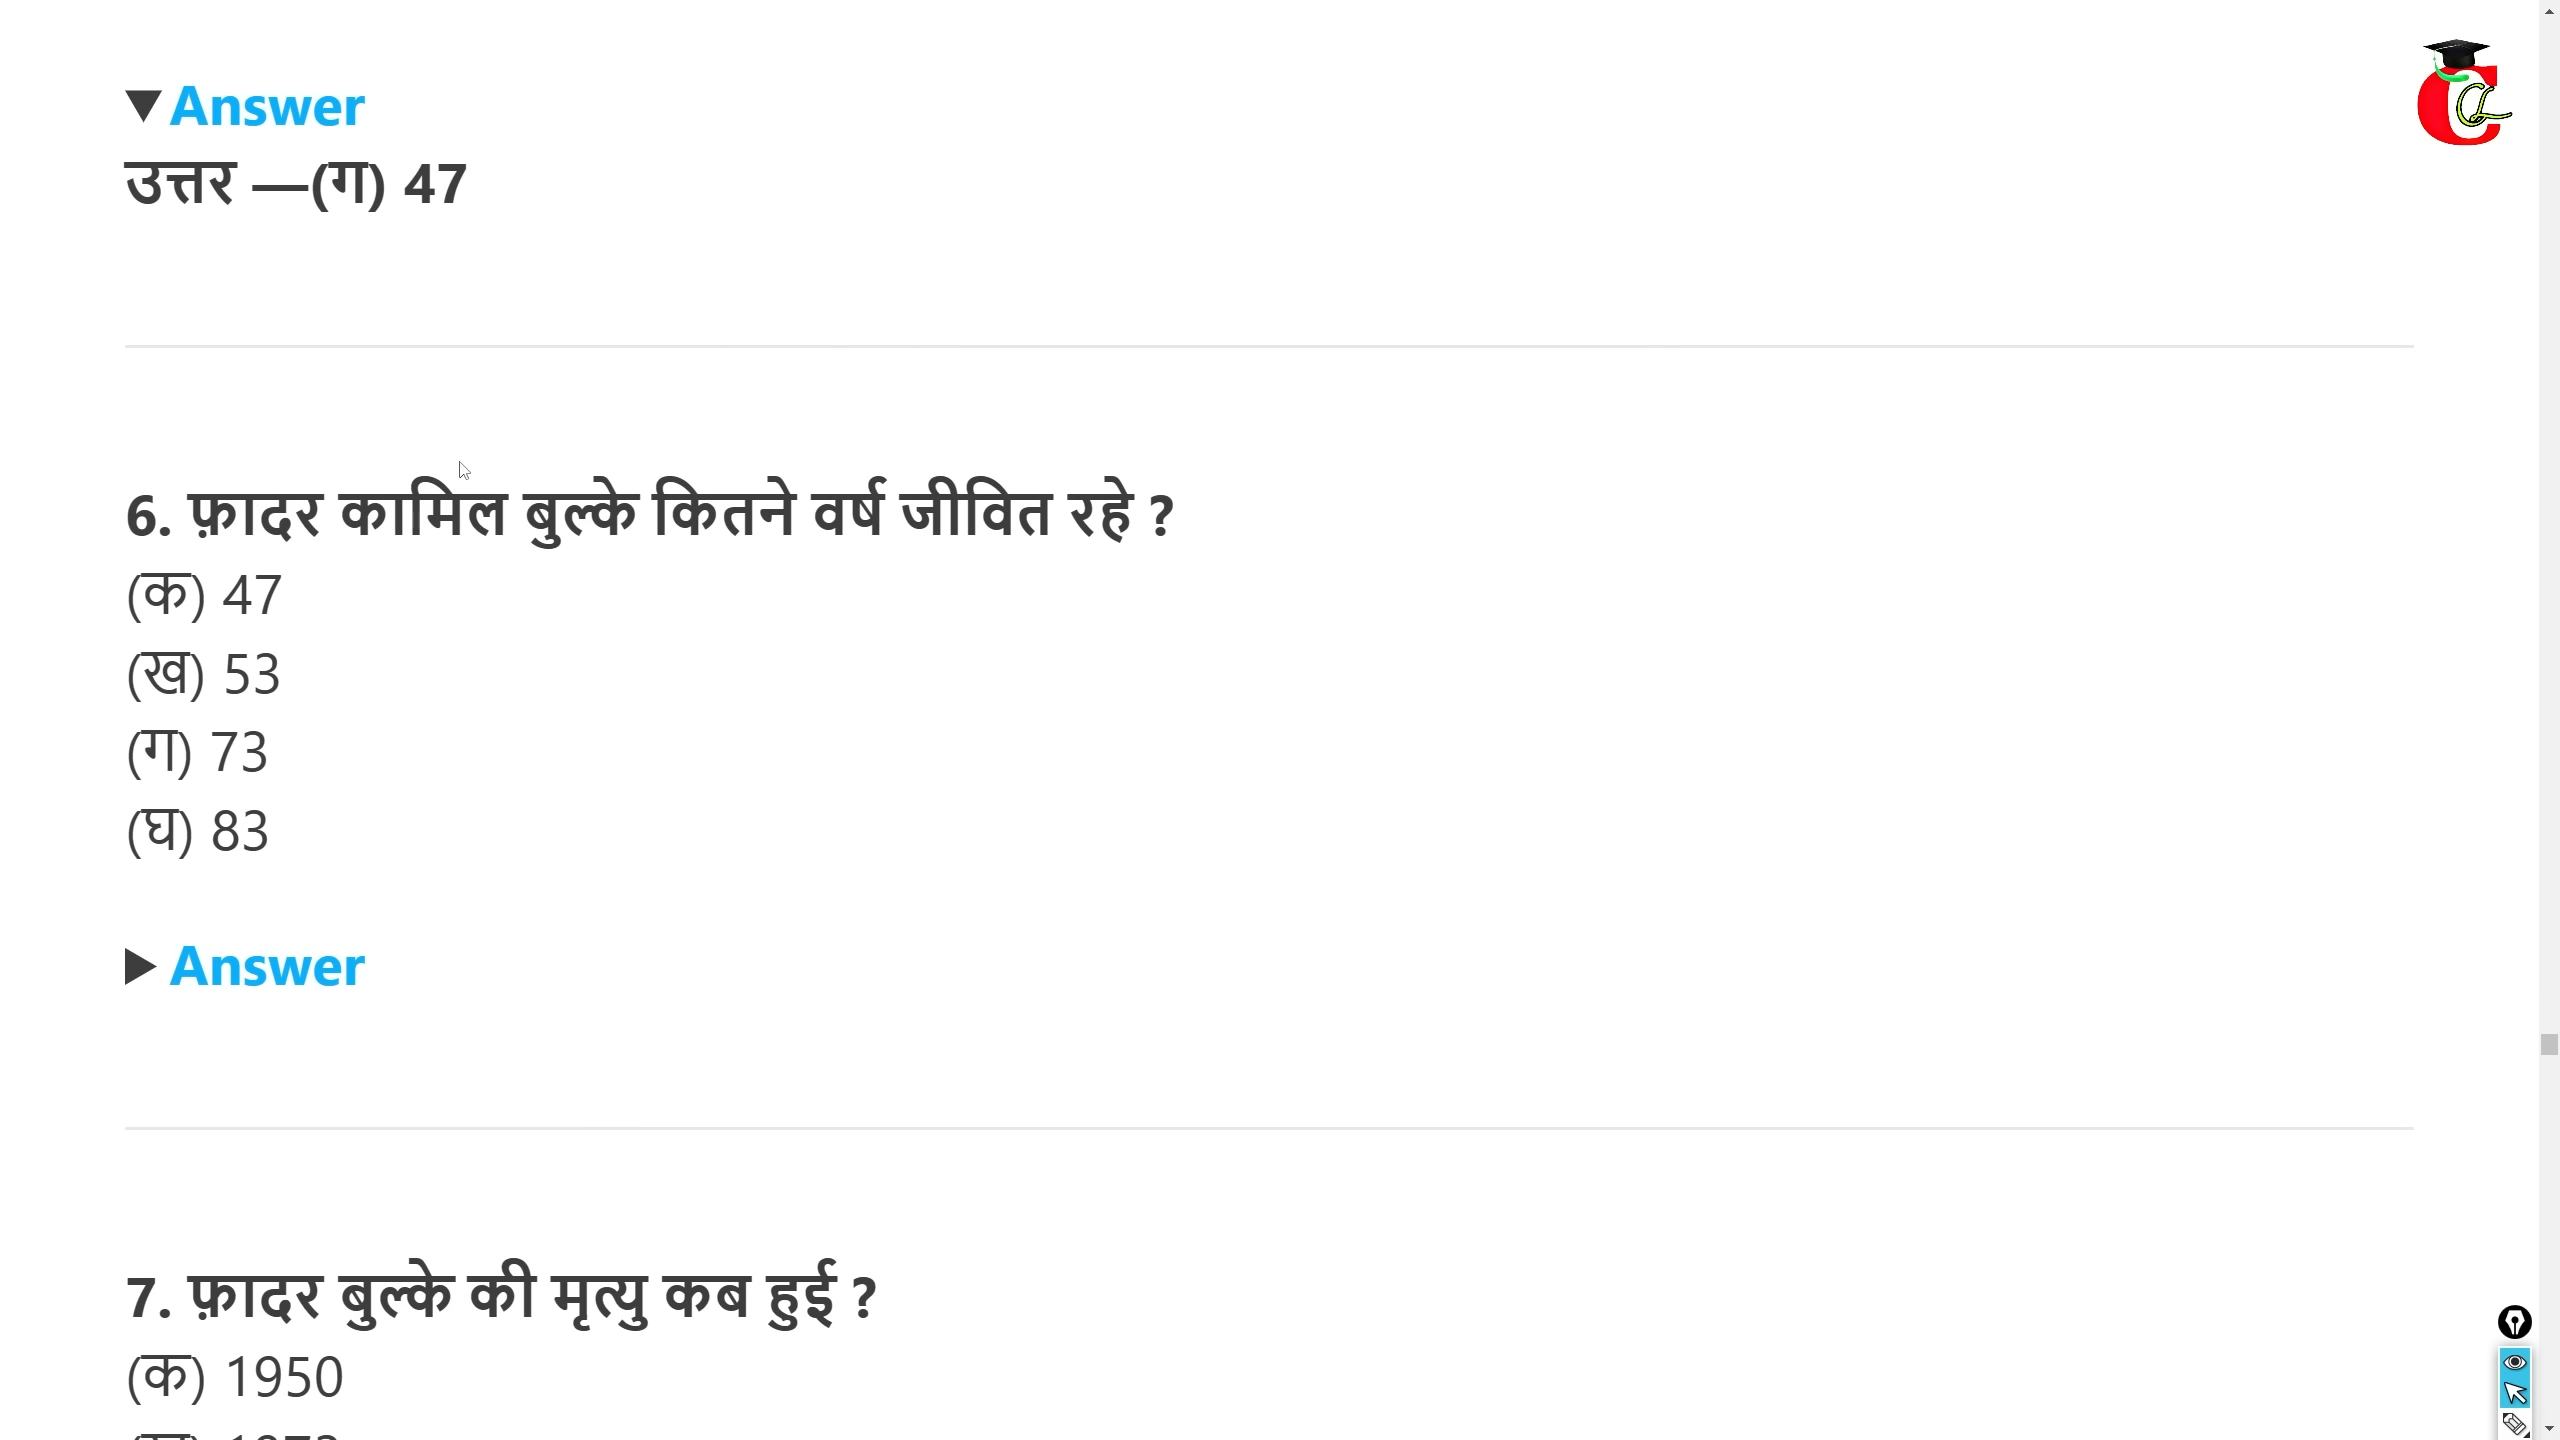 ▼ Answer
उत्तर —(ग) 47
6. फ़ादर कामिल बुल्के कितने वर्ष जीवित रहे ?
(क) 47
(ख) 53
(ग) 73
(घ) 83
▶ Answer
7. फ़ादर बुल्के की मृत्यु कब हुई ?
(क) 1950